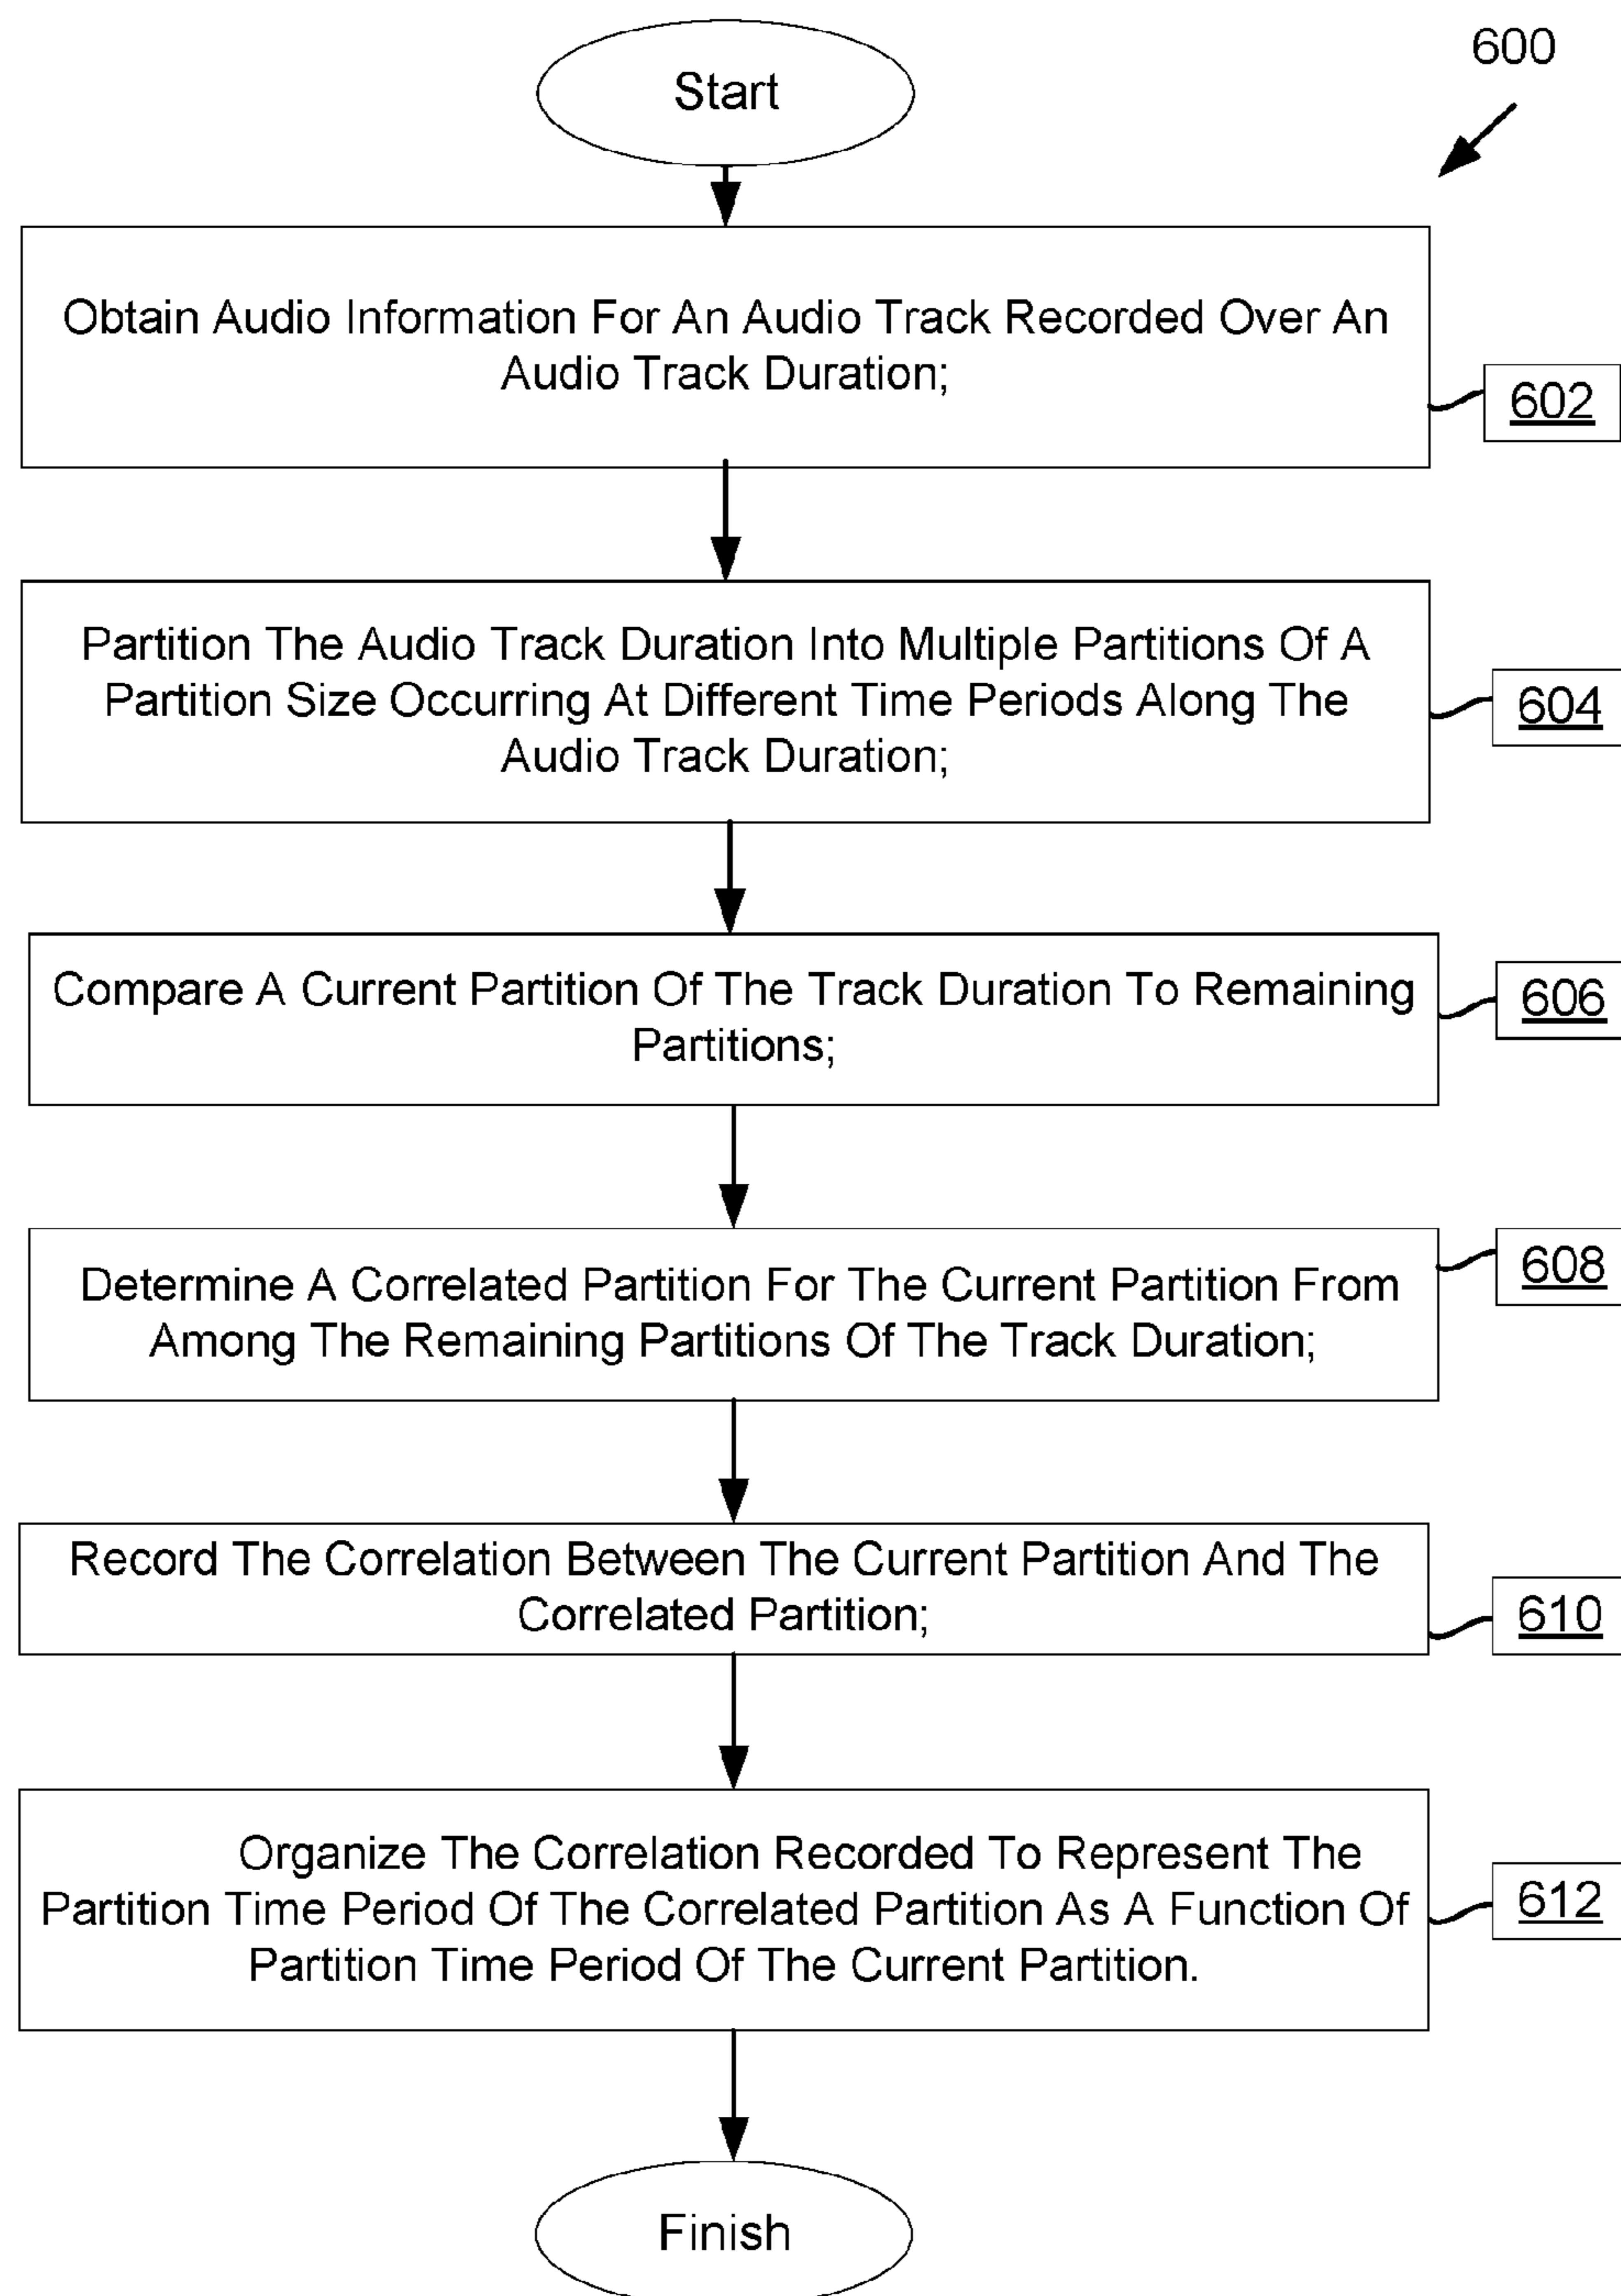 Start
600
Obtain Audio Information For An Audio Track Recorded Over An
Audio Track Duration;
602
Partition The Audio Track Duration Into Multiple Partitions Of A
Partition Size Occurring At Different Time Periods Along The
Audio Track Duration;
604
Compare A Current Partition Of The Track Duration To Remaining
Partitions;
606
Determine A Correlated Partition For The Current Partition From
Among The Remaining Partitions Of The Track Duration;
608
Record The Correlation Between The Current Partition And The
Correlated Partition;
610
Organize The Correlation Recorded To Represent The
Partition Time Period Of The Correlated Partition As A Function Of
Partition Time Period Of The Current Partition.
612
Finish